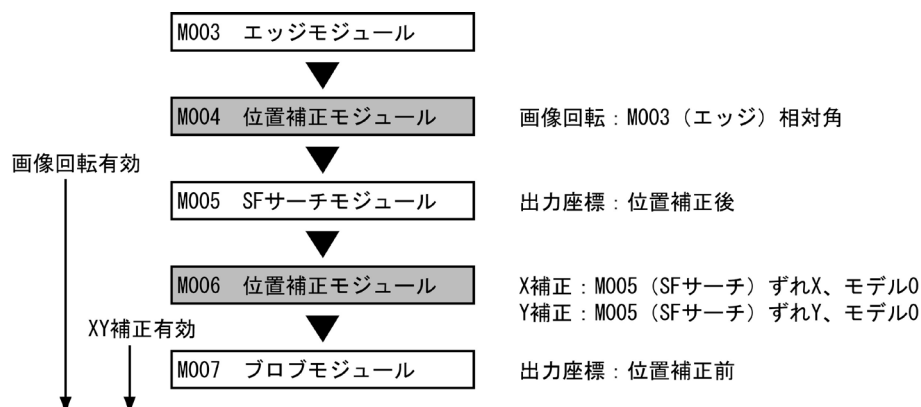 M003 エッジモジュール
M004 位置補正モジュール 画像回転：M003（エッジ）相対角
画像回転有効
M005 SFサーチモジュール 出力座標：位置補正後
M006 位置補正モジュール X補正：M005（SFサーチ）ずれX、モデル0
Y補正：M005（SFサーチ）ずれY、モデル0
XY補正有効
M007 ブロブモジュール 出力座標：位置補正前